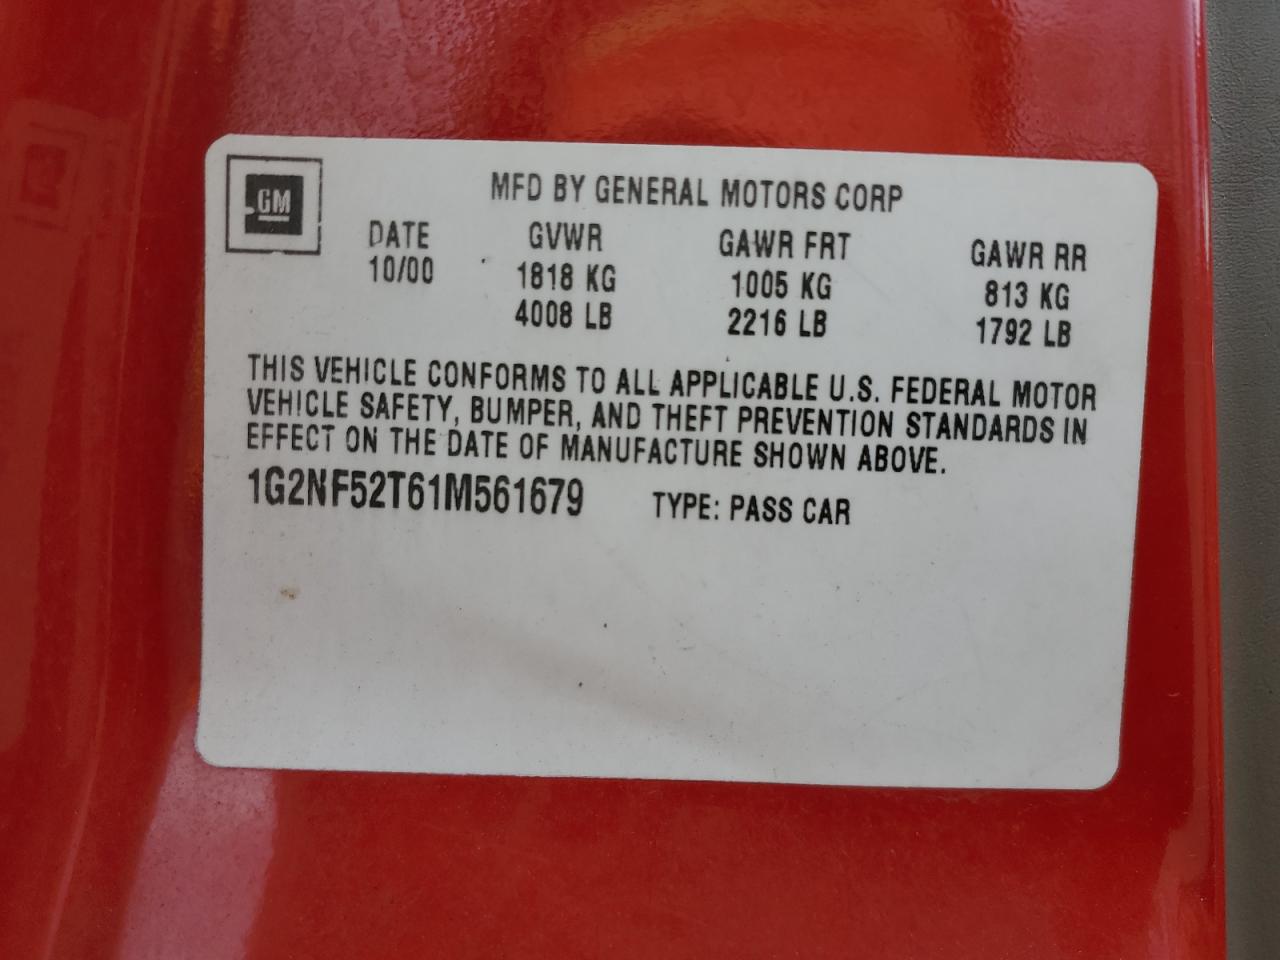 GM
MFD BY GENERAL MOTORS CORP
DATE GVWR GAWR FRT GAWR RR
10/00 1818 KG 1005 KG 813 KG
4008 LB 2216 LB 1792 LB
THIS VEHICLE CONFORMS TO ALL APPLICABLE U.S. FEDERAL MOTOR
VEHICLE SAFETY, BUMPER, AND THEFT PREVENTION STANDARDS IN
EFFECT ON THE DATE OF MANUFACTURE SHOWN ABOVE.
1G2NF52T61M561679 TYPE: PASS CAR